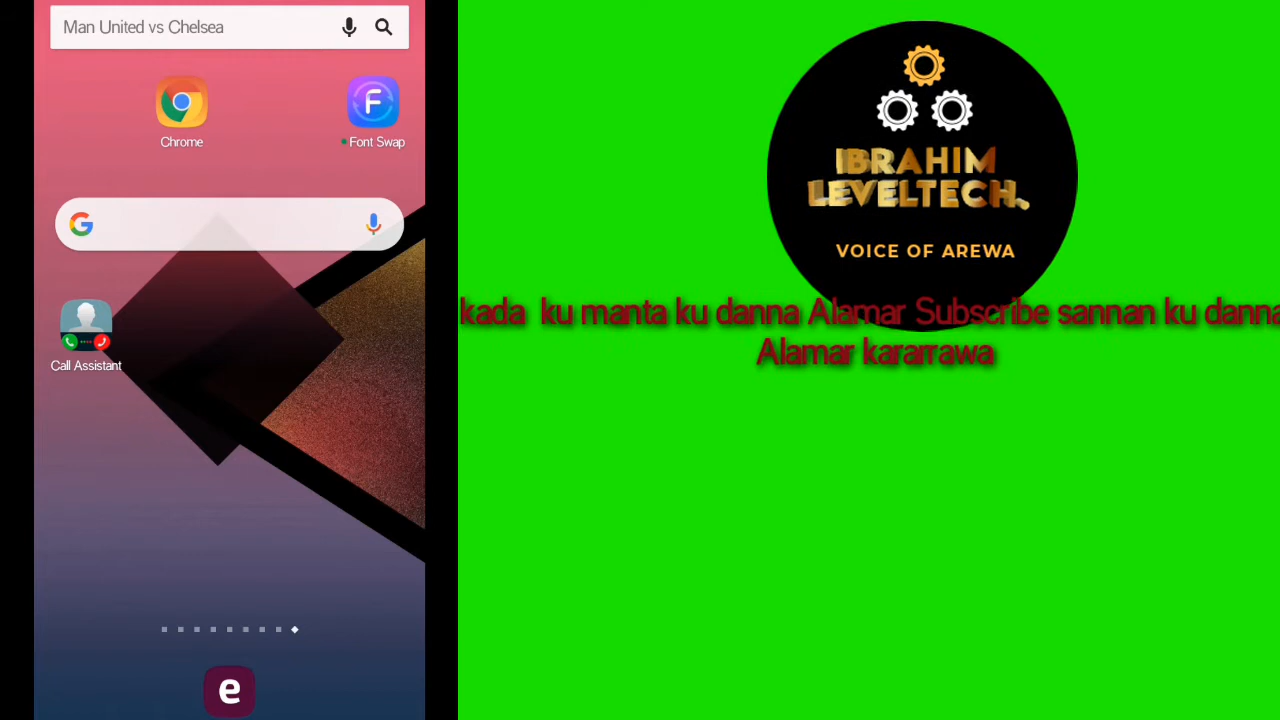 Man United vs Chelsea
Chrome
Font Swap
Call Assistant
IBRAHIM
LEVELTECH.
VOICE OF AREWA
kada ku manta ku danna Alamar Subscribe sannan ku danna
Alamar kararrawa